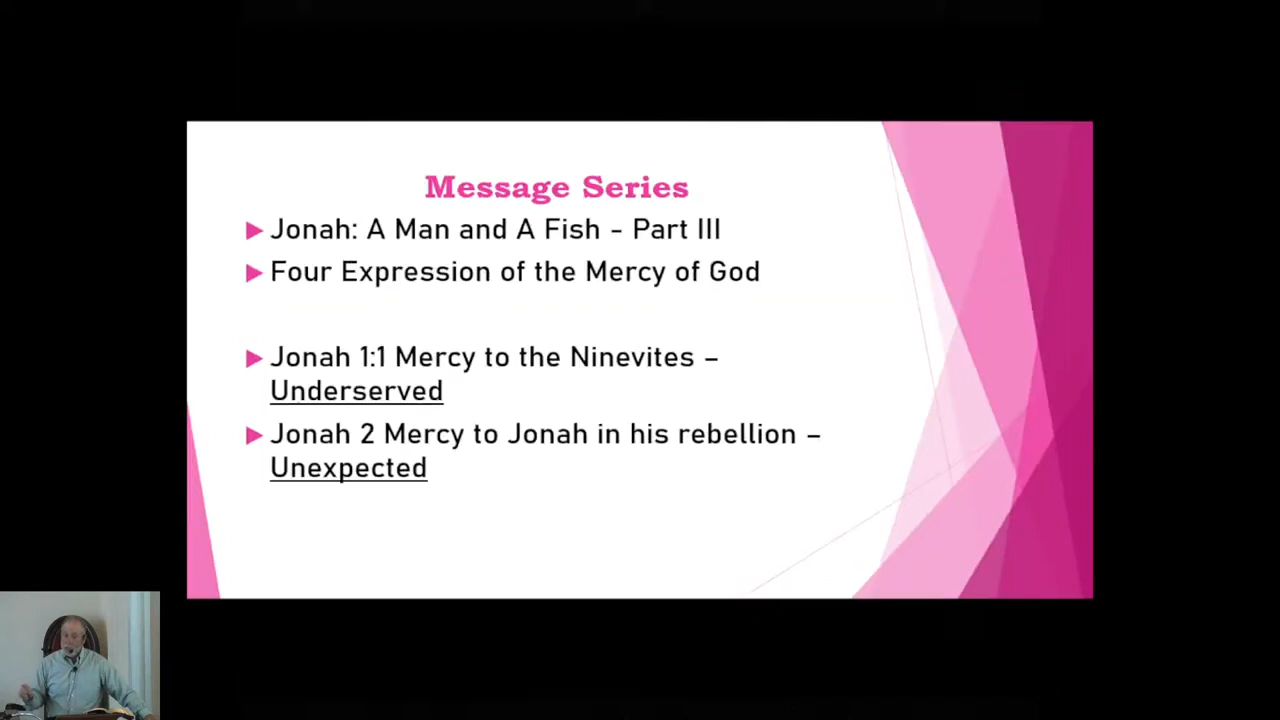 Message Series
Jonah: A Man and A Fish - Part III
Four Expression of the Mercy of God
Jonah 1:1 Mercy to the Ninevites –
Underserved
Jonah 2 Mercy to Jonah in his rebellion –
Unexpected